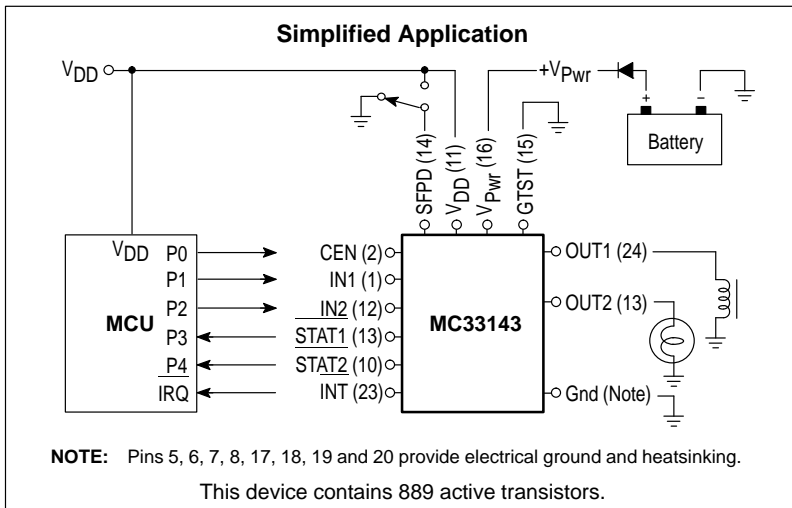 Simplified Application
VDD
+VPwr
+ −
Battery
SFPD (14)
VDD (11)
VPwr (16)
GTST (15)
VDD P0
P1
P2
MCU P3
P4
IRQ
CEN (2)
IN1 (1)
IN2 (12)
STAT1 (13)
STAT2 (10)
INT (23)
MC33143
OUT1 (24)
OUT2 (13)
Gnd (Note)
NOTE: Pins 5, 6, 7, 8, 17, 18, 19 and 20 provide electrical ground and heatsinking.
This device contains 889 active transistors.